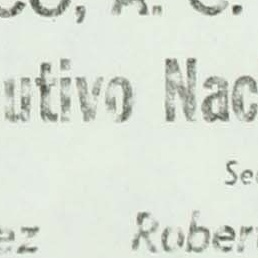 CO, A. C.
utivo Nac
Se
ez Rober